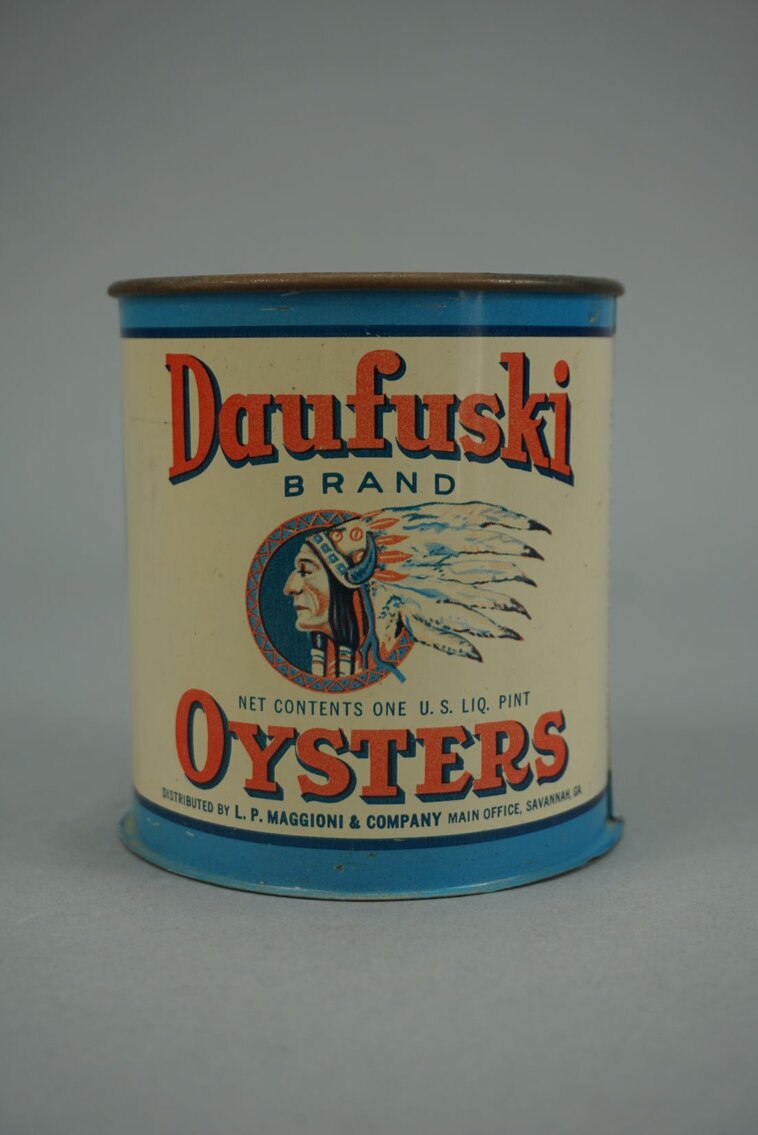 Daufuski
BRAND
NET CONTENTS ONE U. S. LIQ. PINT
OYSTERS
DISTRIBUTED BY L. P. MAGGIONI & COMPANY MAIN OFFICE, SAVANNAH, GA.